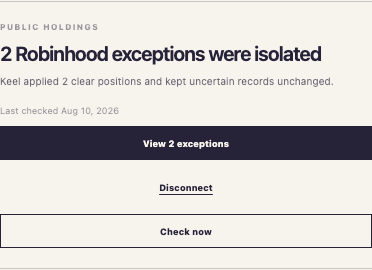 PUBLIC HOLDINGS
2 Robinhood exceptions were isolated
Keel applied 2 clear positions and kept uncertain records unchanged.
Last checked Aug 10, 2026
View 2 exceptions
Disconnect
Check now